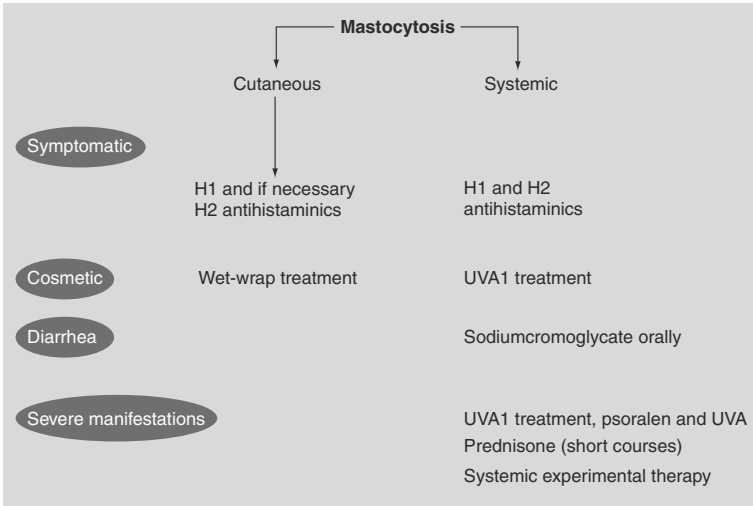 Mastocytosis
Cutaneous
Systemic
Symptomatic
H1 and if necessary
H2 antihistaminics
H1 and H2
antihistaminics
Cosmetic
Wet-wrap treatment
UVA1 treatment
Diarrhea
Sodiumcromoglycate orally
Severe manifestations
UVA1 treatment, psoralen and UVA
Prednisone (short courses)
Systemic experimental therapy